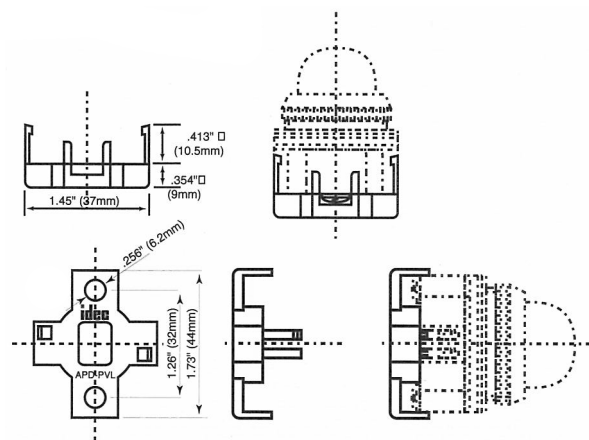 .413" □
(10.5mm)
.354"□
(9mm)
1.45" (37mm)
.256" (6.2mm)
idec
1.26" (32mm)
1.73" (44mm)
APD-PVL